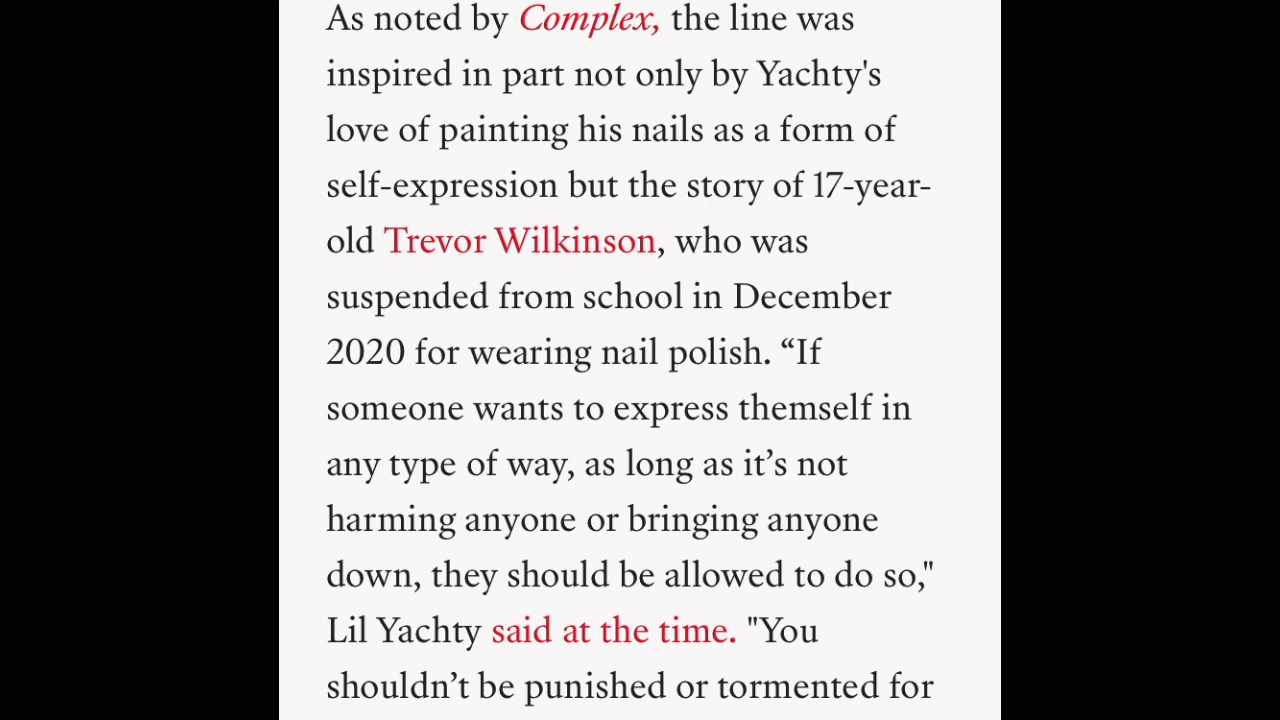 As noted by Complex, the line was
inspired in part not only by Yachty's
love of painting his nails as a form of
self-expression but the story of 17-year-
old Trevor Wilkinson, who was
suspended from school in December
2020 for wearing nail polish. “If
someone wants to express themself in
any type of way, as long as it’s not
harming anyone or bringing anyone
down, they should be allowed to do so,"
Lil Yachty said at the time. "You
shouldn’t be punished or tormented for